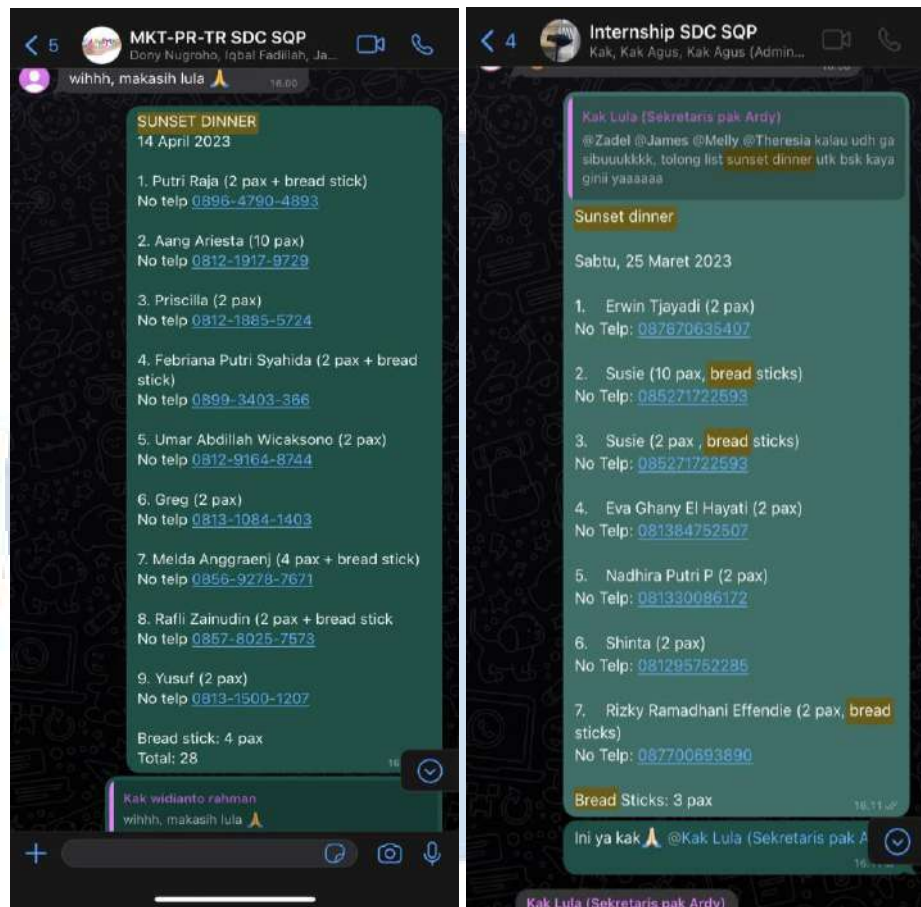 5
MKT-PR-TR SDC SQP
Dony Nugroho, Iqbal Fadillah, Ja...
wihhh, makasih lula 🙏
16.00
SUNSET DINNER
14 April 2023
1. Putri Raja (2 pax + bread stick)
No telp 0896-4790-4893
2. Aang Ariesta (10 pax)
No telp 0812-1917-9729
3. Priscilla (2 pax)
No telp 0812-1885-5724
4. Febriana Putri Syahida (2 pax + bread
stick)
No telp 0899-3403-366
5. Umar Abdillah Wicaksono (2 pax)
No telp 0812-9164-8744
6. Greg (2 pax)
No telp 0813-1084-1403
7. Melda Anggraenj (4 pax + bread stick)
No telp 0856-9278-7671
8. Rafli Zainudin (2 pax + bread stick
No telp 0857-8025-7573
9. Yusuf (2 pax)
No telp 0813-1500-1207
Bread stick: 4 pax
Total: 28
16
Kak widianto rahman
wihhh, makasih lula 🙏
4
Internship SDC SQP
Kak, Kak Agus, Kak Agus (Admin...
Kak Lula (Sekretaris pak Ardy)
@Zadel @James @Melly @Theresia kalau udh ga
sibuuukkkk, tolong list sunset dinner utk bsk kaya
ginii yaaaaaa
Sunset dinner
Sabtu, 25 Maret 2023
1. Erwin Tjayadi (2 pax)
No Telp: 087870635407
2. Susie (10 pax, bread sticks)
No Telp: 085271722593
3. Susie (2 pax , bread sticks)
No Telp: 085271722593
4. Eva Ghany El Hayati (2 pax)
No Telp: 081384752507
5. Nadhira Putri P (2 pax)
No Telp: 081330086172
6. Shinta (2 pax)
No Telp: 081295752285
7. Rizky Ramadhani Effendie (2 pax, bread
sticks)
No Telp: 087700693890
Bread Sticks: 3 pax
16.11
Ini ya kak 🙏 @Kak Lula (Sekretaris pak A
Kak Lula (Sekretaris pak Ardy)